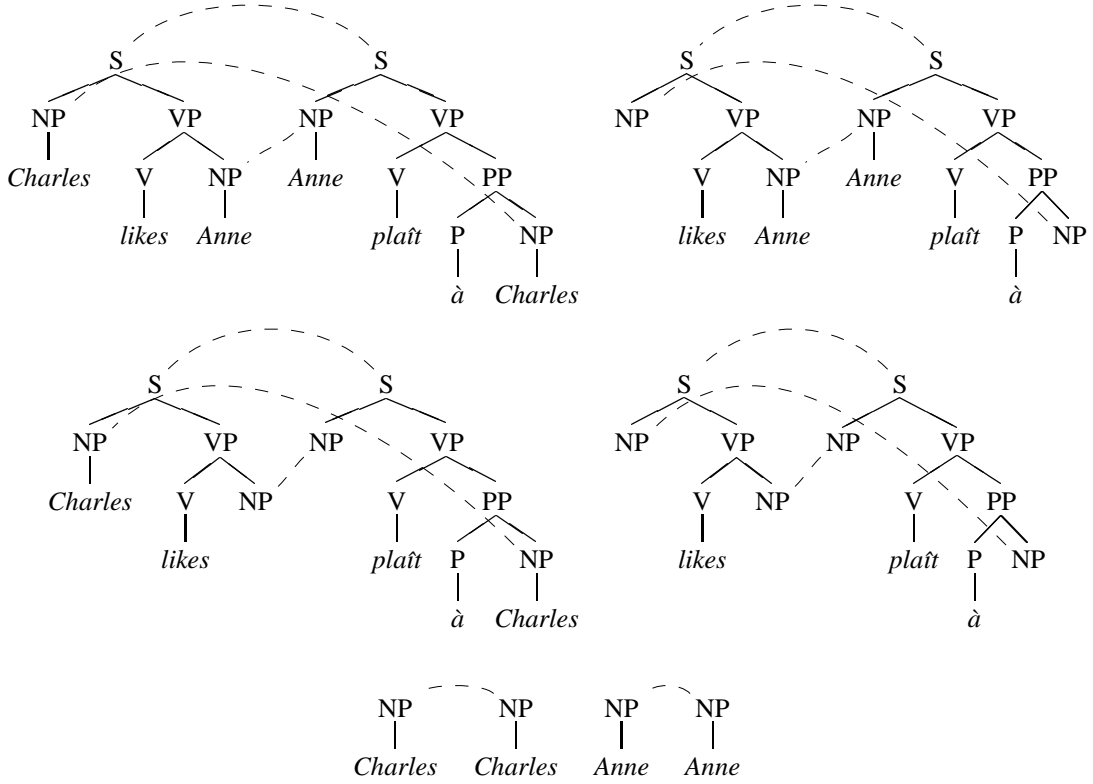 S S S S
NP VP NP VP NP VP NP VP
Charles V NP Anne V PP V NP Anne V PP
likes Anne plaît P NP likes Anne plaît P NP
à Charles à
S S S S
NP VP NP VP NP VP NP VP
Charles V NP V PP V NP V PP
likes plaît P NP likes plaît P NP
à Charles à
NP NP NP NP
Charles Charles Anne Anne